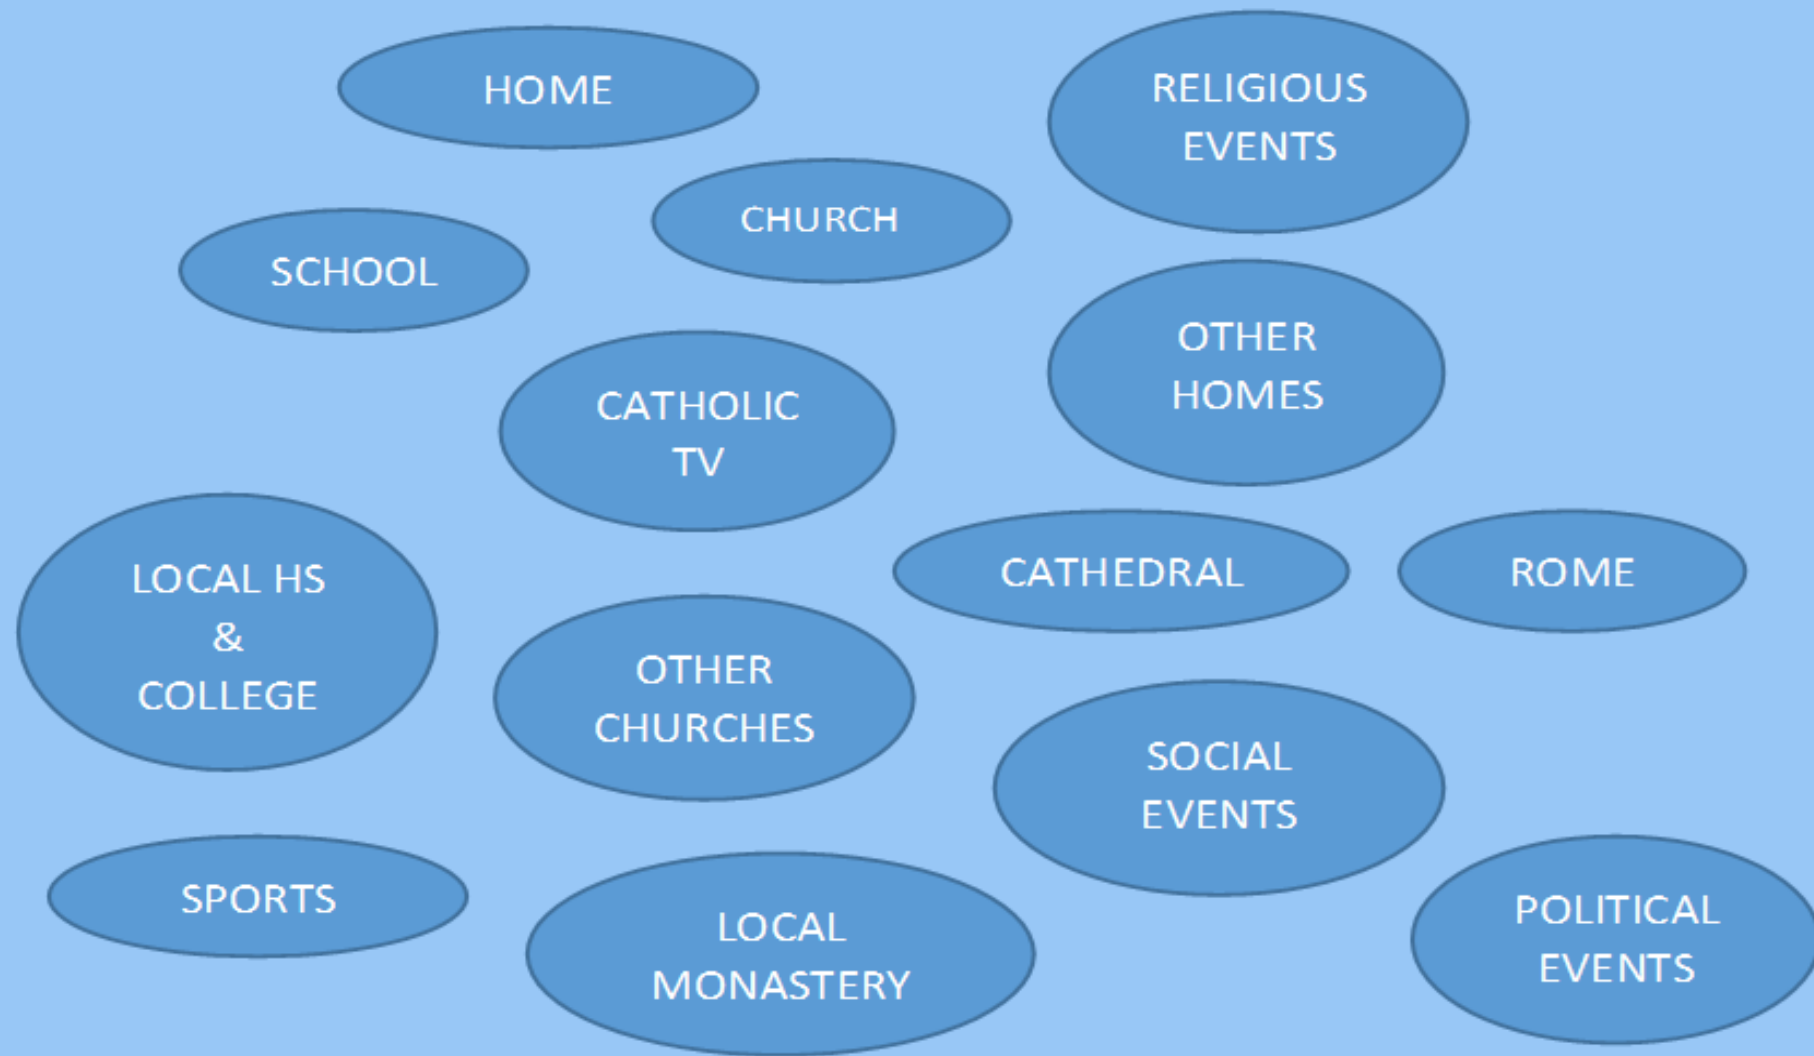 HOME
RELIGIOUS
EVENTS
CHURCH
SCHOOL
OTHER
HOMES
CATHOLIC
TV
CATHEDRAL
ROME
LOCAL HS
&
COLLEGE
OTHER
CHURCHES
SOCIAL
EVENTS
SPORTS
LOCAL
MONASTERY
POLITICAL
EVENTS